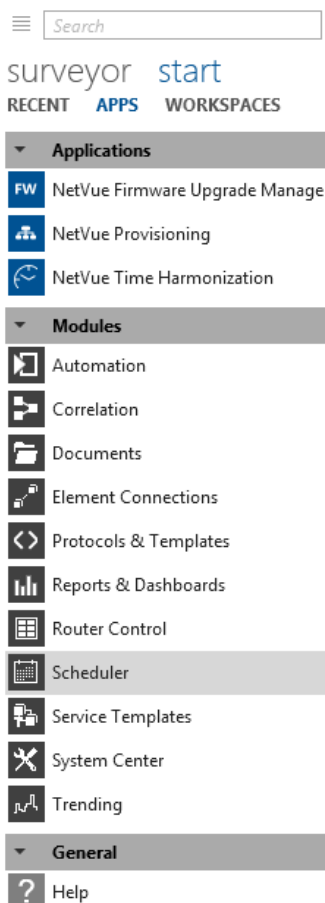 Search
surveyor start
RECENT APPS WORKSPACES
Applications
FW NetVue Firmware Upgrade Manage
NetVue Provisioning
NetVue Time Harmonization
Modules
Automation
Correlation
Documents
Element Connections
Protocols & Templates
Reports & Dashboards
Router Control
Scheduler
Service Templates
System Center
Trending
General
? Help